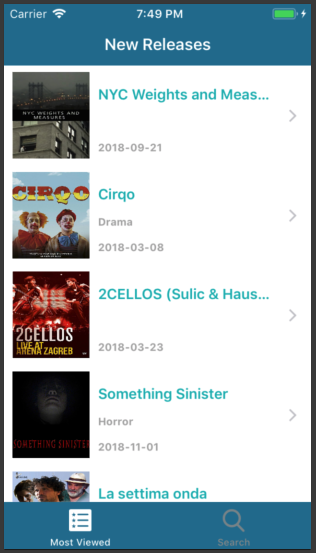 Carrier 7:49 PM
New Releases
NYC WEIGHTS AND
MEASURES
NYC Weights and Meas...
2018-09-21
CIRQO
Cirqo
Drama
2018-03-08
2CELLOS
LIVE AT
ARENA ZAGREB
2CELLOS (Sulic & Haus...
2018-03-23
SOMETHING SINISTER
Something Sinister
Horror
2018-11-01
La settima onda
Most Viewed
Search